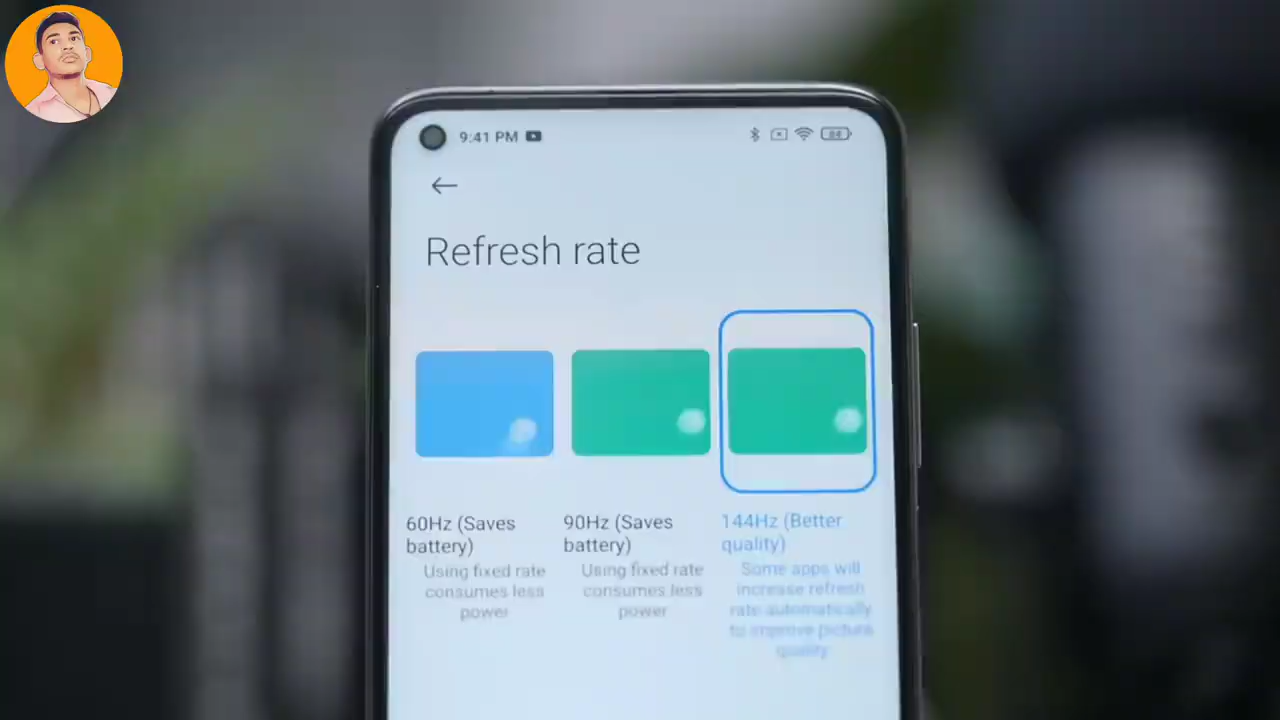 9:41 PM
84
Refresh rate
60Hz (Saves
battery)
Using fixed rate
consumes less
power
90Hz (Saves
battery)
Using fixed rate
consumes less
power
144Hz (Better
quality)
Some apps will
increase refresh
rate automatically
to improve picture
quality